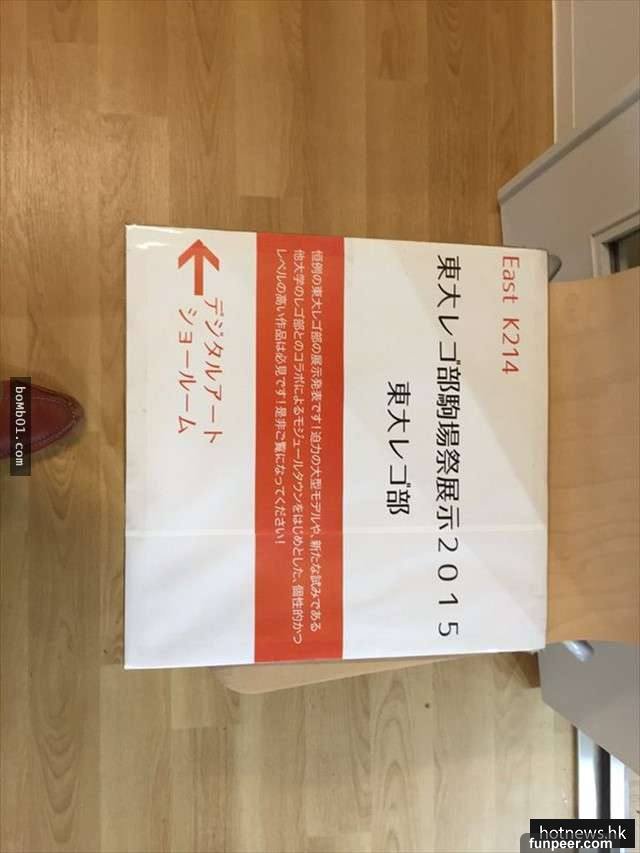 East K214
東大レゴ部駒場祭展示2015
東大レゴ部
恒例の東大レゴ部の展示発表です!迫力の大型モデルや、新たな試みである
他大学のレゴ部とのコラボによるモジュールタウンをはじめとした、個性的かつ
レベルの高い作品は必見です!是非ご覧になってください!
デジタルアート
ショールーム
bomb01.com
hotnews.hk
funpeer.com